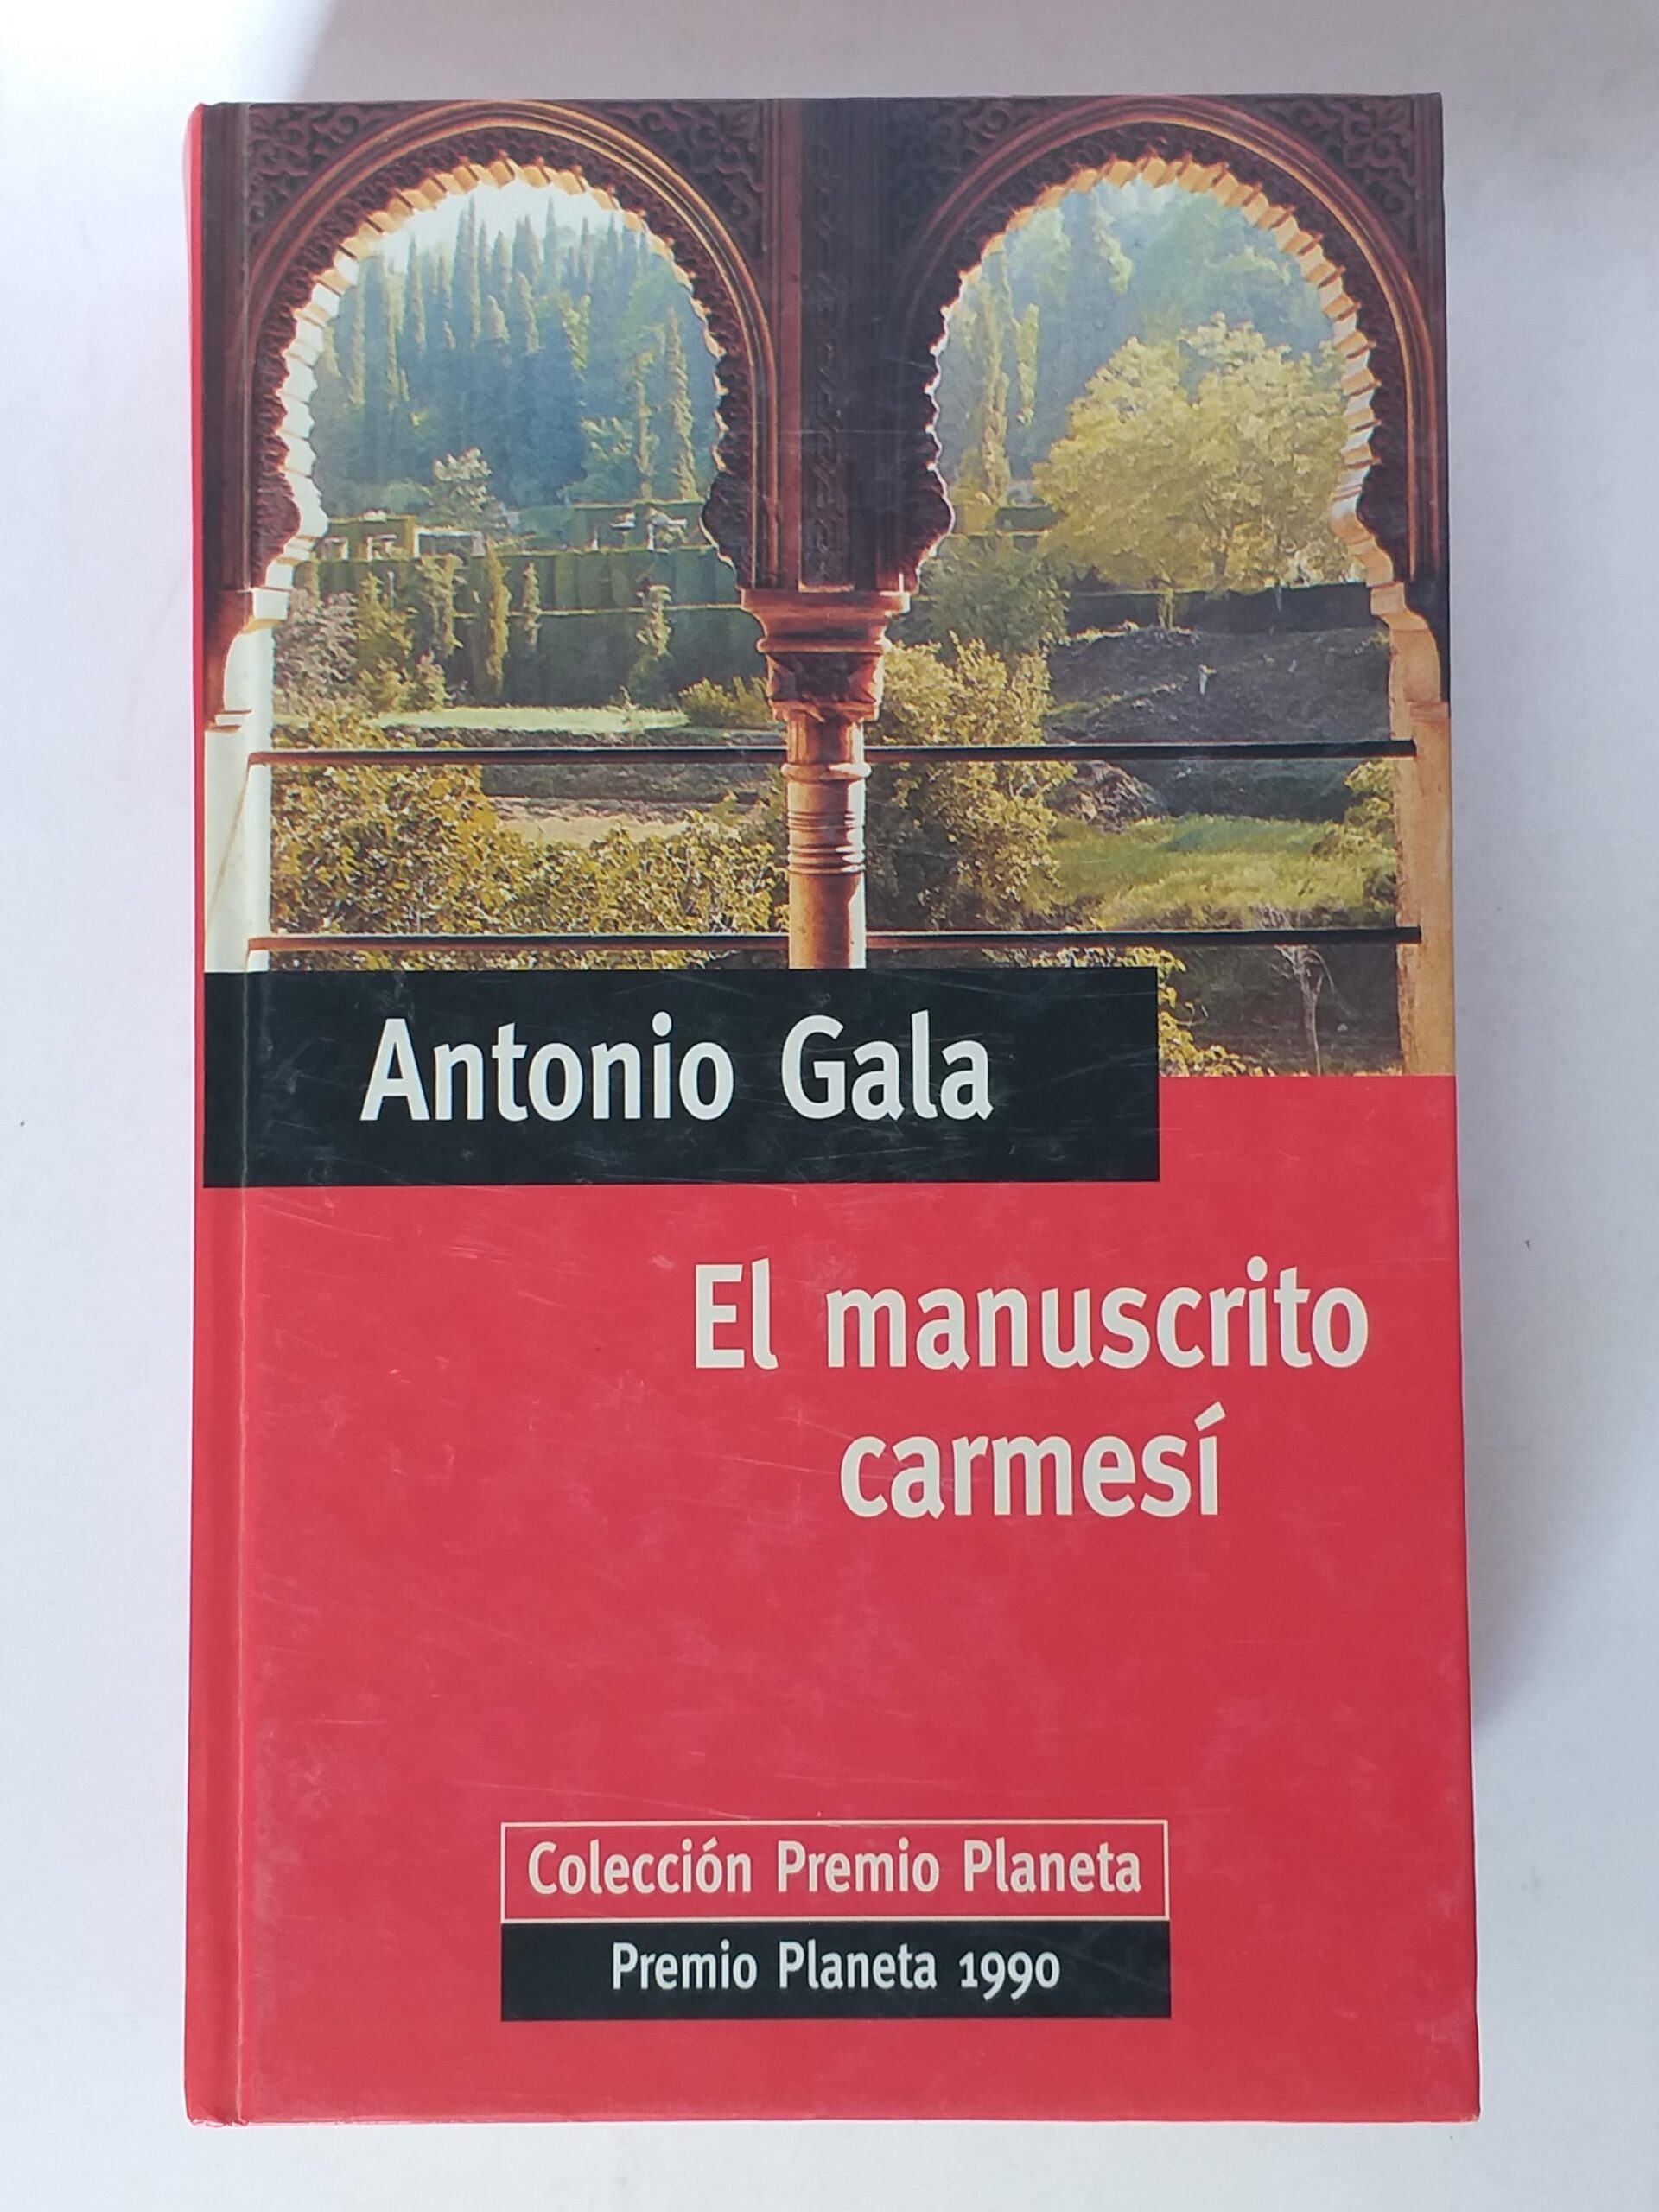 Antonio Gala
El manuscrito
carmesí
Colección Premio Planeta
Premio Planeta 1990